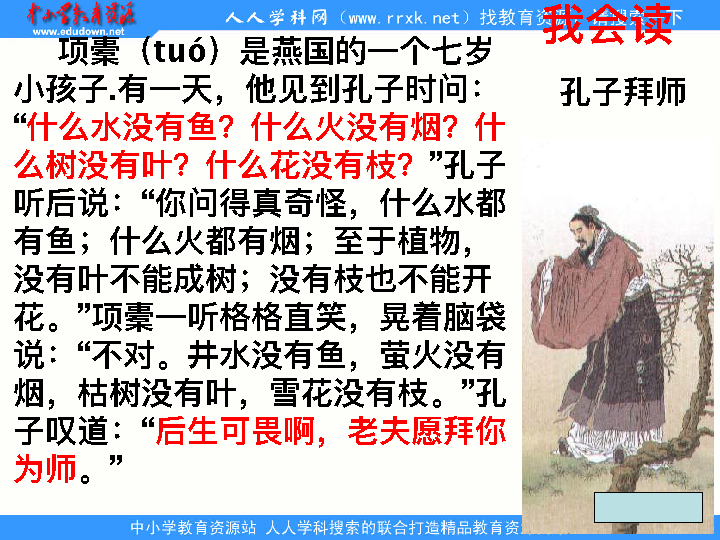 中小学教育资源
www.edudown.net
人人学科网（www.rrxk.net）找教育资源，请搜索一下
我会读
孔子拜师
项橐（tuó）是燕国的一个七岁
小孩子.有一天，他见到孔子时问：
“什么水没有鱼？什么火没有烟？什
么树没有叶？什么花没有枝？”孔子
听后说：“你问得真奇怪，什么水都
有鱼；什么火都有烟；至于植物，
没有叶不能成树；没有枝也不能开
花。”项橐一听格格直笑，晃着脑袋
说：“不对。井水没有鱼，萤火没有
烟，枯树没有叶，雪花没有枝。”孔
子叹道：“后生可畏啊，老夫愿拜你
为师。”
中小学教育资源站 人人学科搜索的联合打造精品教育资